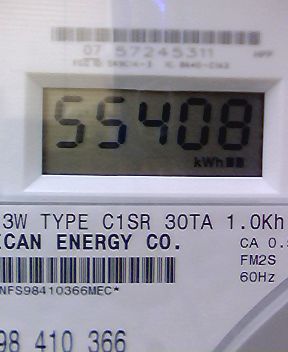 07 57245311
55408
kWh
3W TYPE C1SR 30TA 1.0Kh
ICAN ENERGY CO.
CA 0.5
FM2S
60Hz
NFS98410366MEC*
98 410 366